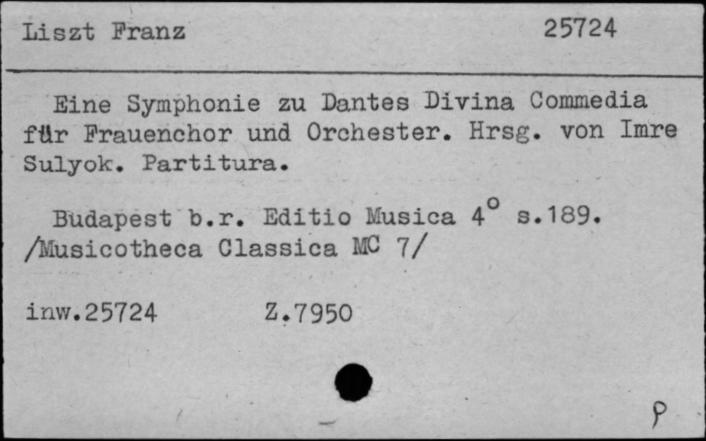 Liszt Franz 25724
Eine Symphonie zu Dantes Divina Commedia
für Frauenchor und Orchester. Hrsg. von Imre
Sulyok. Partitura.
Budapest b.r. Editio Musica 4° s.189.
/Musicotheca Classica MC 7/
inw.25724 Z.7950
p